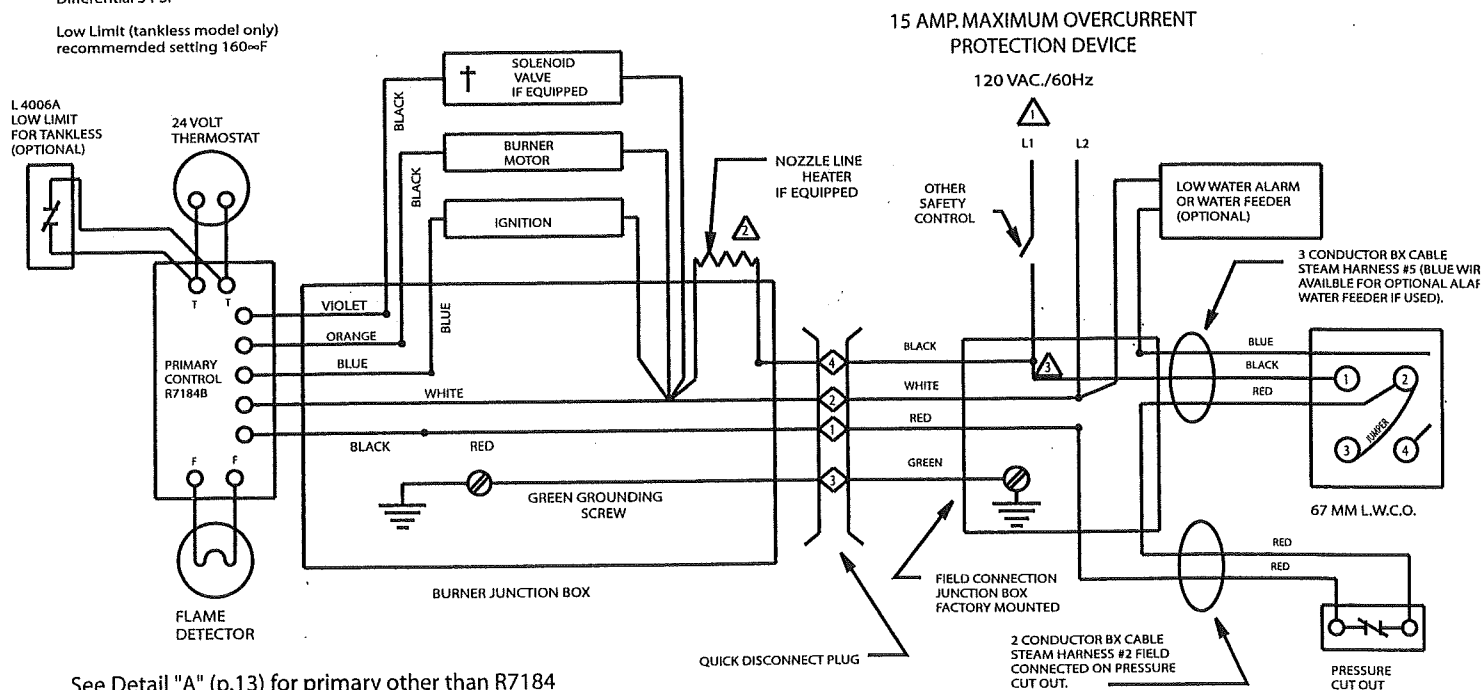 Low Limit (tankless model only)
recommemded setting 160∞F
15 AMP. MAXIMUM OVERCURRENT
PROTECTION DEVICE
120 VAC./60Hz
1
L1
L2
L 4006A
LOW LIMIT
FOR TANKLESS
(OPTIONAL)
24 VOLT
THERMOSTAT
SOLENOID
VALVE
IF EQUIPPED
BLACK
BURNER
MOTOR
BLACK
IGNITION
BLUE
NOZZLE LINE
HEATER
IF EQUIPPED
2
OTHER
SAFETY
CONTROL
LOW WATER ALARM
OR WATER FEEDER
(OPTIONAL)
3 CONDUCTOR BX CABLE
STEAM HARNESS #5 (BLUE WIR
AVAILBLE FOR OPTIONAL ALAR
WATER FEEDER IF USED).
T
T
VIOLET
ORANGE
BLUE
WHITE
BLACK
RED
PRIMARY
CONTROL
R7184B
F
F
GREEN GROUNDING
SCREW
4
2
1
3
BLACK
WHITE
RED
GREEN
3
BLUE
BLACK
RED
1
2
3
4
JUMPER
67 MM L.W.C.O.
RED
RED
FLAME
DETECTOR
BURNER JUNCTION BOX
QUICK DISCONNECT PLUG
FIELD CONNECTION
JUNCTION BOX
FACTORY MOUNTED
2 CONDUCTOR BX CABLE
STEAM HARNESS #2 FIELD
CONNECTED ON PRESSURE
CUT OUT.
PRESSURE
CUT OUT
See Detail "A" (p.13) for primary other than R7184